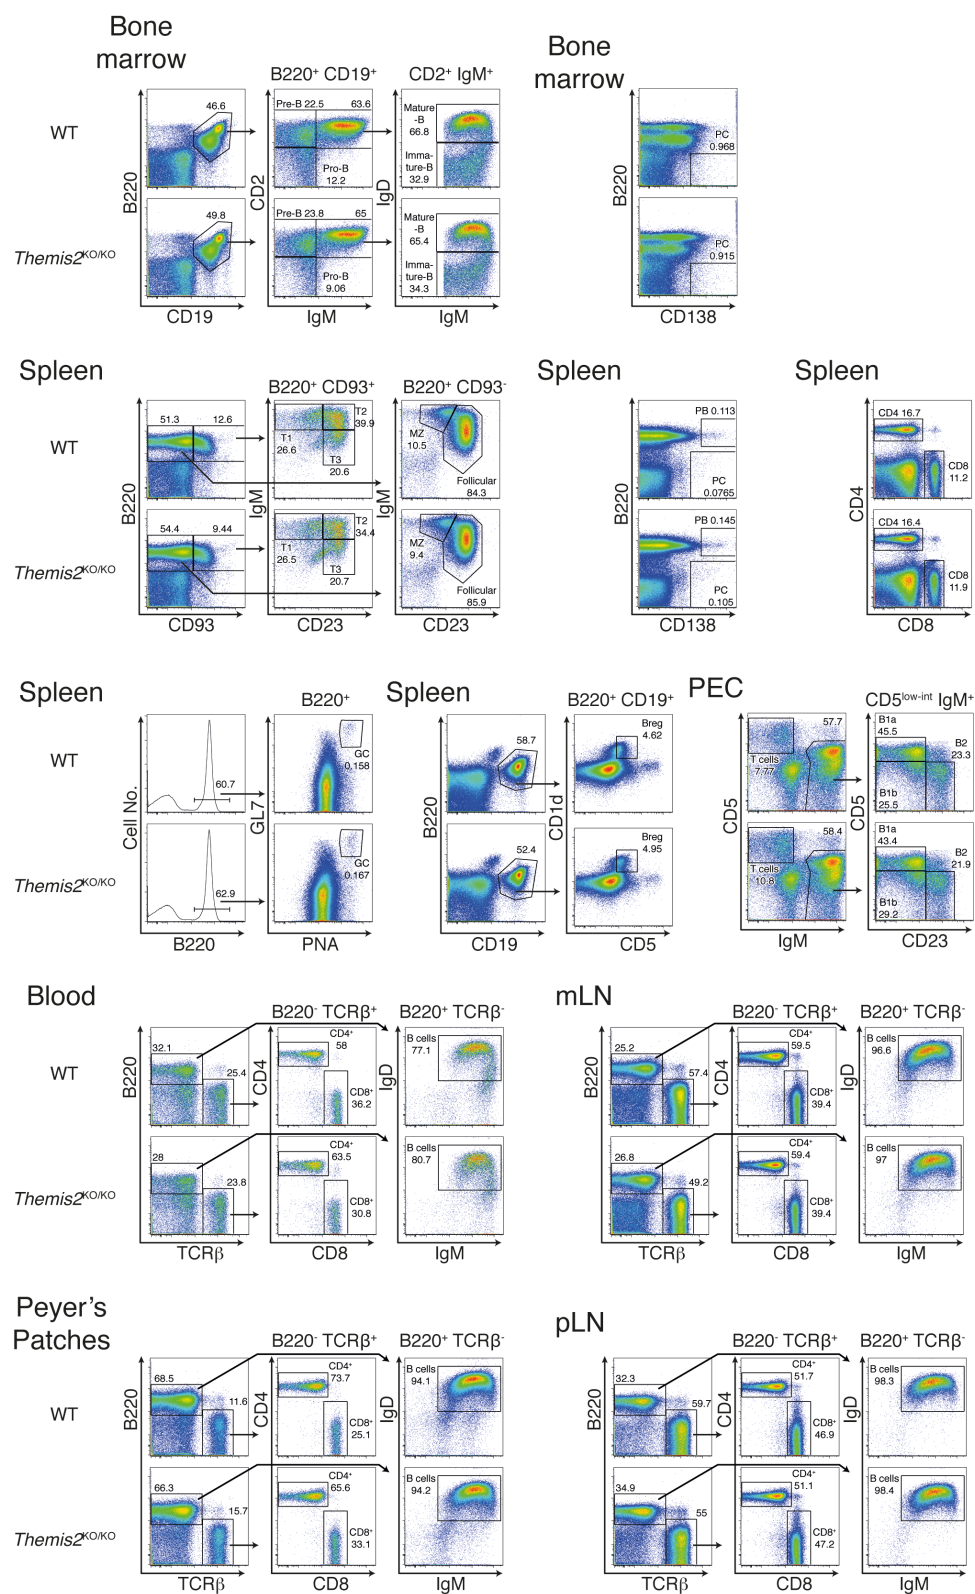 Bone
marrow
Bone
marrow
B220⁺ CD19⁺
CD2⁺ IgM⁺
WT
B220
46.6
CD2
Pre-B 22.5
63.6
Pro-B
12.2
IgD
Mature
-B
66.8
Imma-
ture-B
32.9
B220
PC
0.968
Themis2KO/KO
49.8
Pre-B 23.8
65
Pro-B
9.06
Mature
-B
65.4
Imma-
ture-B
34.3
PC
0.915
CD19
IgM
IgM
CD138
Spleen
Spleen
Spleen
B220⁺ CD93⁺
B220⁺ CD93⁻
WT
B220
51.3
12.6
IgM
T1
26.6
T2
39.9
T3
20.6
IgM
MZ
10.5
Follicular
84.3
B220
PB 0.113
PC
0.0765
CD4
CD4 16.7
CD8
11.2
Themis2KO/KO
54.4
9.44
T1
26.5
T2
34.4
T3
20.7
MZ
9.4
Follicular
85.9
PB 0.145
PC
0.105
CD4 16.4
CD8
11.9
CD93
CD23
CD23
CD138
CD8
Spleen
Spleen
PEC
B220⁺
B220⁺ CD19⁺
CD5low-int IgM⁺
WT
Cell No.
60.7
GL7
GC
0.158
B220
58.7
CD1d
Breg
4.62
CD5
T cells
7.77
57.7
CD5
B1a
45.5
B2
23.3
B1b
25.5
Themis2KO/KO
62.9
GC
0.167
52.4
Breg
4.95
T cells
10.8
58.4
B1a
43.4
B2
21.9
B1b
29.2
B220
PNA
CD19
CD5
IgM
CD23
Blood
mLN
B220⁻ TCRβ⁺
B220⁺ TCRβ⁻
B220⁻ TCRβ⁺
B220⁺ TCRβ⁻
WT
B220
32.1
25.4
CD4
CD4⁺
58
CD8⁺
36.2
IgD
B cells
77.1
B220
25.2
57.4
CD4
CD4⁺
59.5
CD8⁺
39.4
IgD
B cells
96.6
Themis2KO/KO
28
23.8
CD4⁺
63.5
CD8⁺
30.8
B cells
80.7
26.8
49.2
CD4⁺
59.4
CD8⁺
39.4
B cells
97
TCRβ
CD8
IgM
TCRβ
CD8
IgM
Peyer's
Patches
pLN
B220⁻ TCRβ⁺
B220⁺ TCRβ⁻
B220⁻ TCRβ⁺
B220⁺ TCRβ⁻
WT
B220
68.5
11.6
CD4
CD4⁺
73.7
CD8⁺
25.1
IgD
B cells
94.1
B220
32.3
59.7
CD4
CD4⁺
51.7
CD8⁺
46.9
IgD
B cells
98.3
Themis2KO/KO
66.3
15.7
CD4⁺
65.6
CD8⁺
33.1
B cells
94.2
34.9
55
CD4⁺
51.1
CD8⁺
47.2
B cells
98.4
TCRβ
CD8
IgM
TCRβ
CD8
IgM